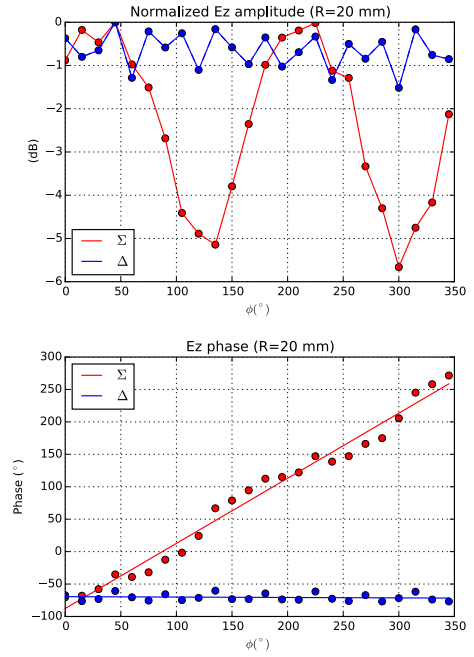 Normalized Ez amplitude (R=20 mm)
0
−1
−2
−3
−4
−5
−6
(dB)
Σ
Δ
0 50 100 150 200 250 300 350
ϕ(°)
Ez phase (R=20 mm)
300
250
200
150
100
50
0
−50
−100
Phase (°)
Σ
Δ
0 50 100 150 200 250 300 350
ϕ(°)